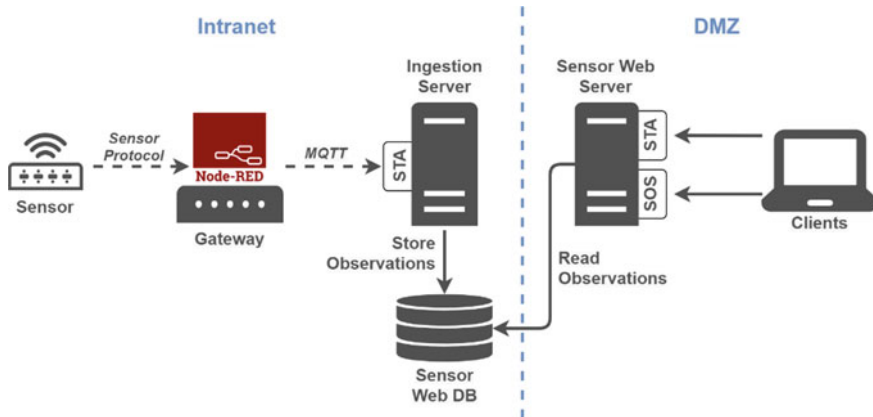 Intranet
DMZ
Ingestion
Server
Sensor Web
Server
Sensor
Protocol
MQTT
STA
STA
SOS
Node-RED
Sensor
Gateway
Clients
Store
Observations
Read
Observations
Sensor
Web DB